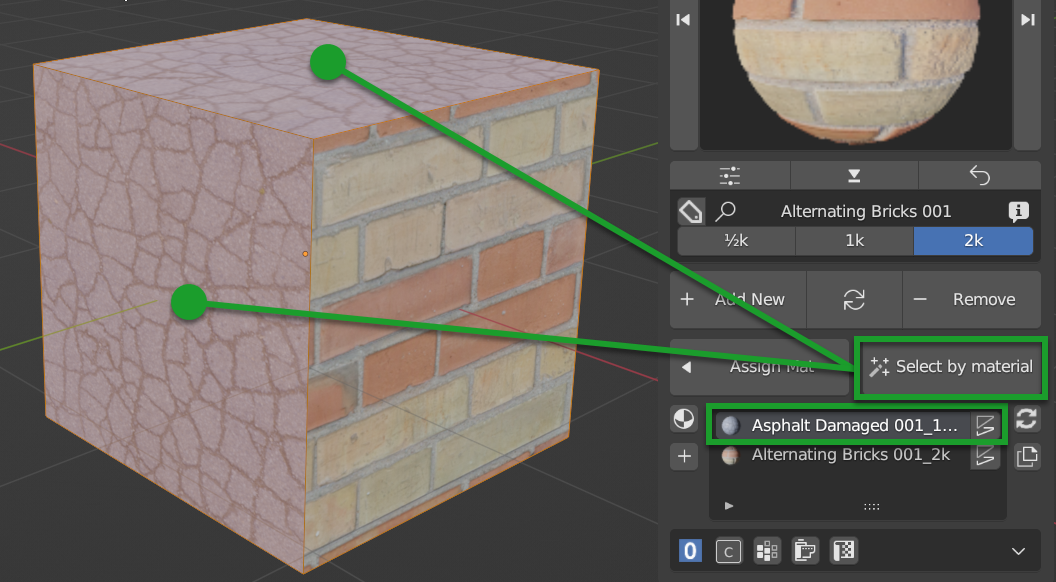 Alternating Bricks 001
½k 1k 2k
+ Add New − Remove
Assign Mat Select by material
Asphalt Damaged 001_1...
Alternating Bricks 001_2k
0 C